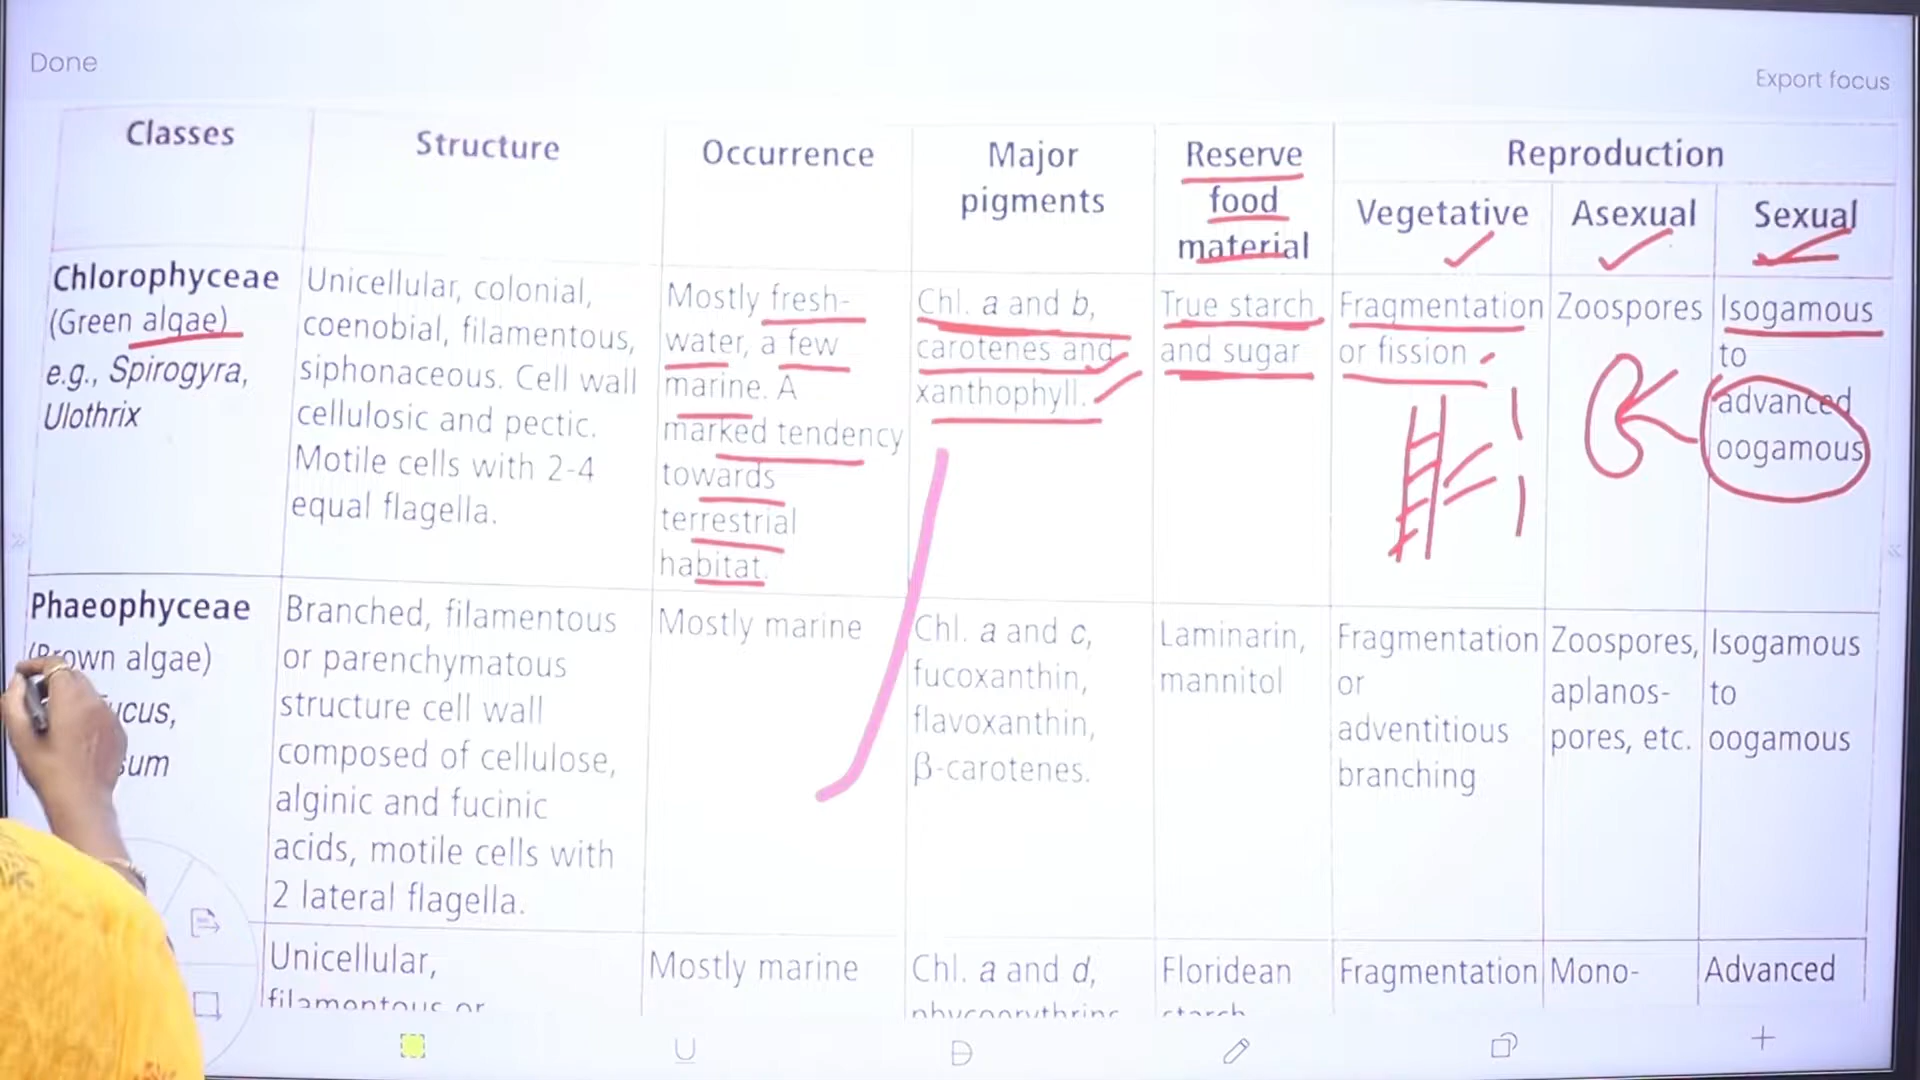 Done
Export focus
Classes
Structure
Occurrence
Major
pigments
Reserve
food
material
Reproduction
Vegetative
Asexual
Sexual
Chlorophyceae
(Green algae)
e.g., Spirogyra,
Ulothrix
Unicellular, colonial,
coenobial, filamentous,
siphonaceous. Cell wall
cellulosic and pectic.
Motile cells with 2-4
equal flagella.
Mostly fresh-
water, a few
marine. A
marked tendency
towards
terrestrial
habitat.
Chl. a and b,
carotenes and
xanthophyll.
True starch
and sugar
Fragmentation
or fission
Zoospores
Isogamous
to
advanced
oogamous
Phaeophyceae
(Brown algae)
Branched, filamentous
or parenchymatous
structure cell wall
composed of cellulose,
alginic and fucinic
acids, motile cells with
2 lateral flagella.
Mostly marine
Chl. a and c,
fucoxanthin,
flavoxanthin,
β-carotenes.
Laminarin,
mannitol
Fragmentation
or
adventitious
branching
Zoospores,
aplanos-
pores, etc.
Isogamous
to
oogamous
Unicellular,
filamentous or
Mostly marine
Chl. a and d,
Floridean
starch
Fragmentation
Mono-
Advanced